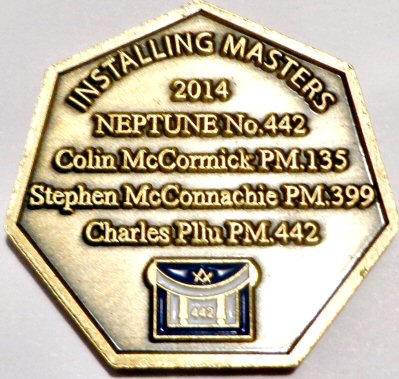 INSTALLING MASTERS
2014
NEPTUNE No.442
Colin McCormick PM.135
Stephen McConnachie PM.399
Charles Pllu PM.442
442